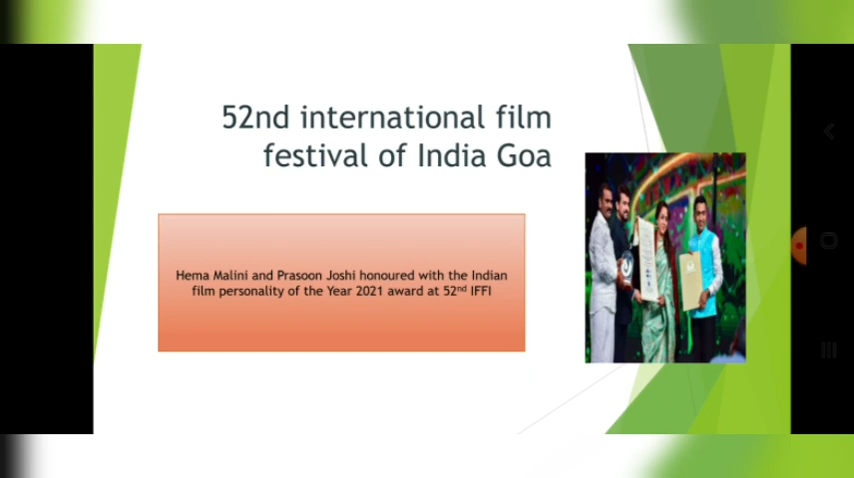 52nd international film
festival of India Goa
Hema Malini and Prasoon Joshi honoured with the Indian
film personality of the Year 2021 award at 52nd IFFI